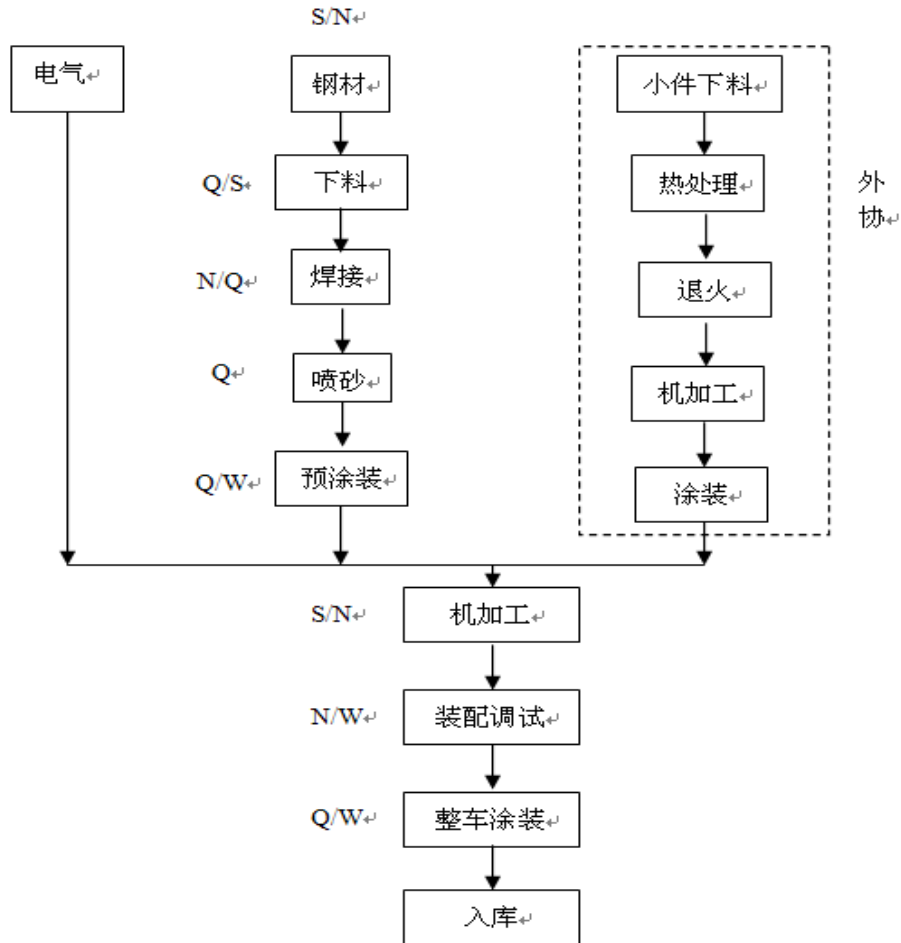 S/N
电气
钢材
小件下料
Q/S
下料
热处理
外
协
N/Q
焊接
退火
Q
喷砂
机加工
Q/W
预涂装
涂装
S/N
机加工
N/W
装配调试
Q/W
整车涂装
入库